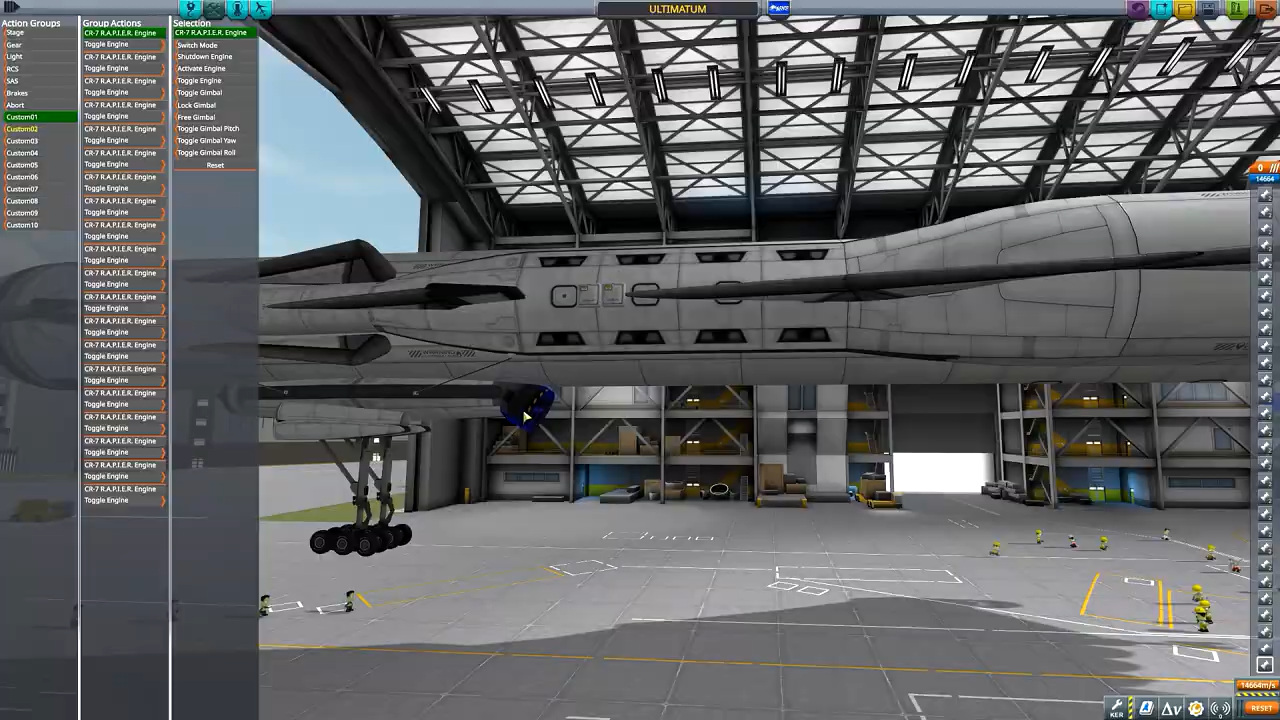 ULTIMATUM
Action Groups
Stage
Gear
Light
RCS
SAS
Brakes
Abort
Custom01
Custom02
Custom03
Custom04
Custom05
Custom06
Custom07
Custom08
Custom09
Custom10
Group Actions
CR-7 R.A.P.I.E.R. Engine
Toggle Engine
CR-7 R.A.P.I.E.R. Engine
Toggle Engine
CR-7 R.A.P.I.E.R. Engine
Toggle Engine
CR-7 R.A.P.I.E.R. Engine
Toggle Engine
CR-7 R.A.P.I.E.R. Engine
Toggle Engine
CR-7 R.A.P.I.E.R. Engine
Toggle Engine
CR-7 R.A.P.I.E.R. Engine
Toggle Engine
CR-7 R.A.P.I.E.R. Engine
Toggle Engine
CR-7 R.A.P.I.E.R. Engine
Toggle Engine
CR-7 R.A.P.I.E.R. Engine
Toggle Engine
CR-7 R.A.P.I.E.R. Engine
Toggle Engine
CR-7 R.A.P.I.E.R. Engine
Toggle Engine
CR-7 R.A.P.I.E.R. Engine
Toggle Engine
CR-7 R.A.P.I.E.R. Engine
Toggle Engine
CR-7 R.A.P.I.E.R. Engine
Toggle Engine
CR-7 R.A.P.I.E.R. Engine
Toggle Engine
CR-7 R.A.P.I.E.R. Engine
Toggle Engine
CR-7 R.A.P.I.E.R. Engine
Toggle Engine
CR-7 R.A.P.I.E.R. Engine
Toggle Engine
CR-7 R.A.P.I.E.R. Engine
Toggle Engine
Selection
CR-7 R.A.P.I.E.R. Engine
Switch Mode
Shutdown Engine
Activate Engine
Toggle Engine
Toggle Gimbal
Lock Gimbal
Free Gimbal
Toggle Gimbal Pitch
Toggle Gimbal Yaw
Toggle Gimbal Roll
Reset
0
14664
14664m/s
KER
Δv
RESET